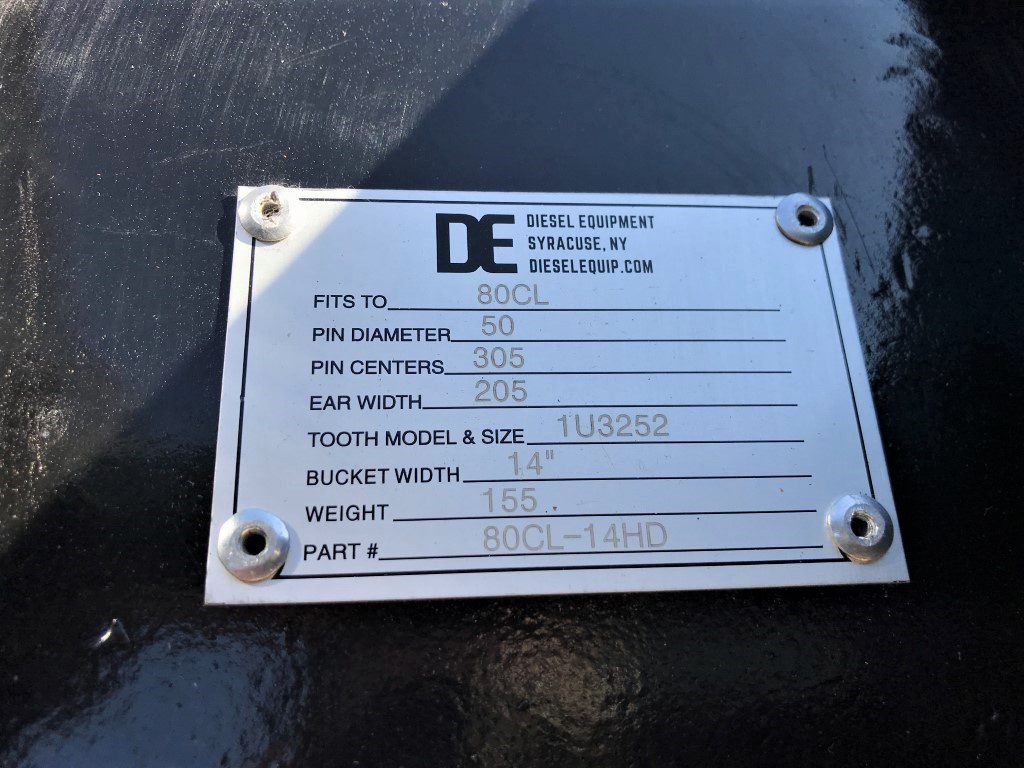 DE DIESEL EQUIPMENT
SYRACUSE, NY
DIESELEQUIP.COM
FITS TO 80CL
PIN DIAMETER 50
PIN CENTERS 305
EAR WIDTH 205
TOOTH MODEL & SIZE 1U3252
BUCKET WIDTH 14"
WEIGHT 155
PART # 80CL-14HD